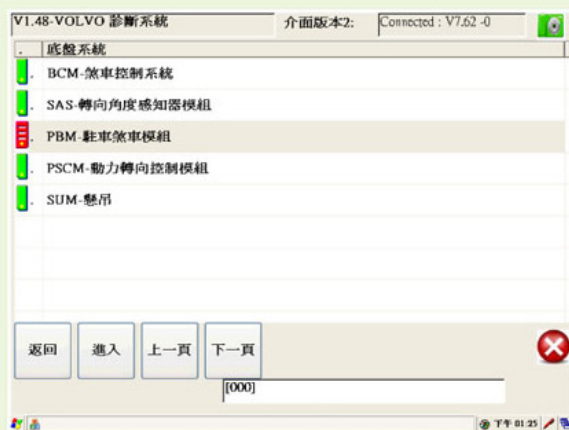 V1.48-VOLVO 診斷系統 介面版本2: Connected : V7.62 -0
. 底盤系統
. BCM-煞車控制系統
. SAS-轉向角度感知器模組
. PBM-駐車煞車模組
. PSCM-動力轉向控制模組
. SUM-懸吊
返回 進入 上一頁 下一頁
[000]
下午 01:25